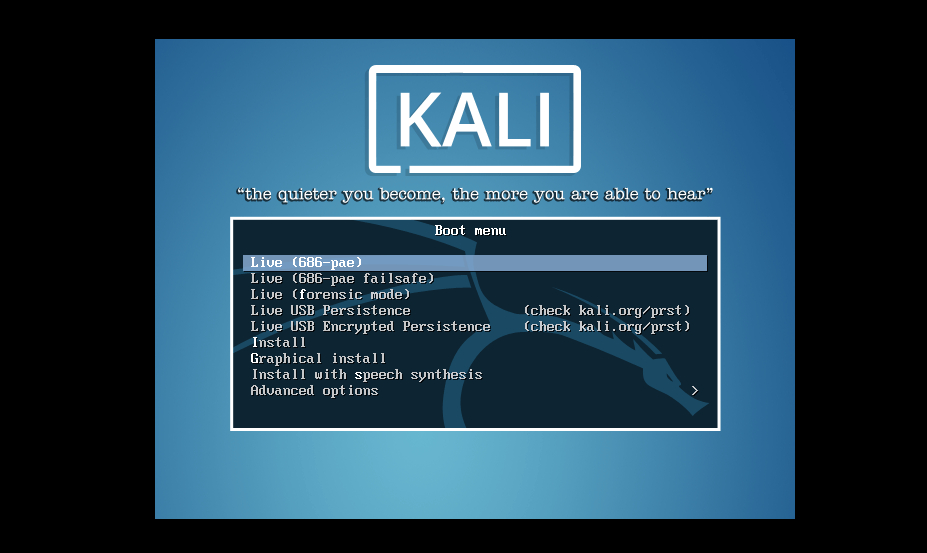 KALI
“the quieter you become, the more you are able to hear”
Boot menu
Live (686-pae)
Live (686-pae failsafe)
Live (forensic mode)
Live USB Persistence (check kali.org/prst)
Live USB Encrypted Persistence (check kali.org/prst)
Install
Graphical install
Install with speech synthesis
Advanced options >